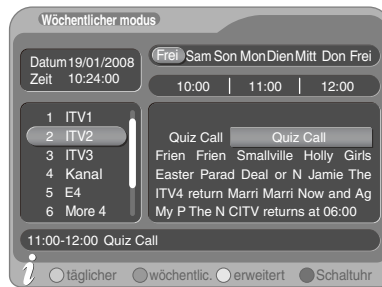 Wöchentlicher modus
Datum 19/01/2008
Zeit 10:24:00
Frei Sam Son Mon Dien Mitt Don Frei
10:00 11:00 12:00
1 ITV1
2 ITV2
3 ITV3
4 Kanal
5 E4
6 More 4
Quiz Call Quiz Call
Frien Frien Smallville Holly Girls
Easter Parad Deal or N Jamie The
ITV4 return Marri Marri Now and Ag
My P The N CITV returns at 06:00
11:00-12:00 Quiz Call
i täglicher wöchentlic. erweitert Schaltuhr